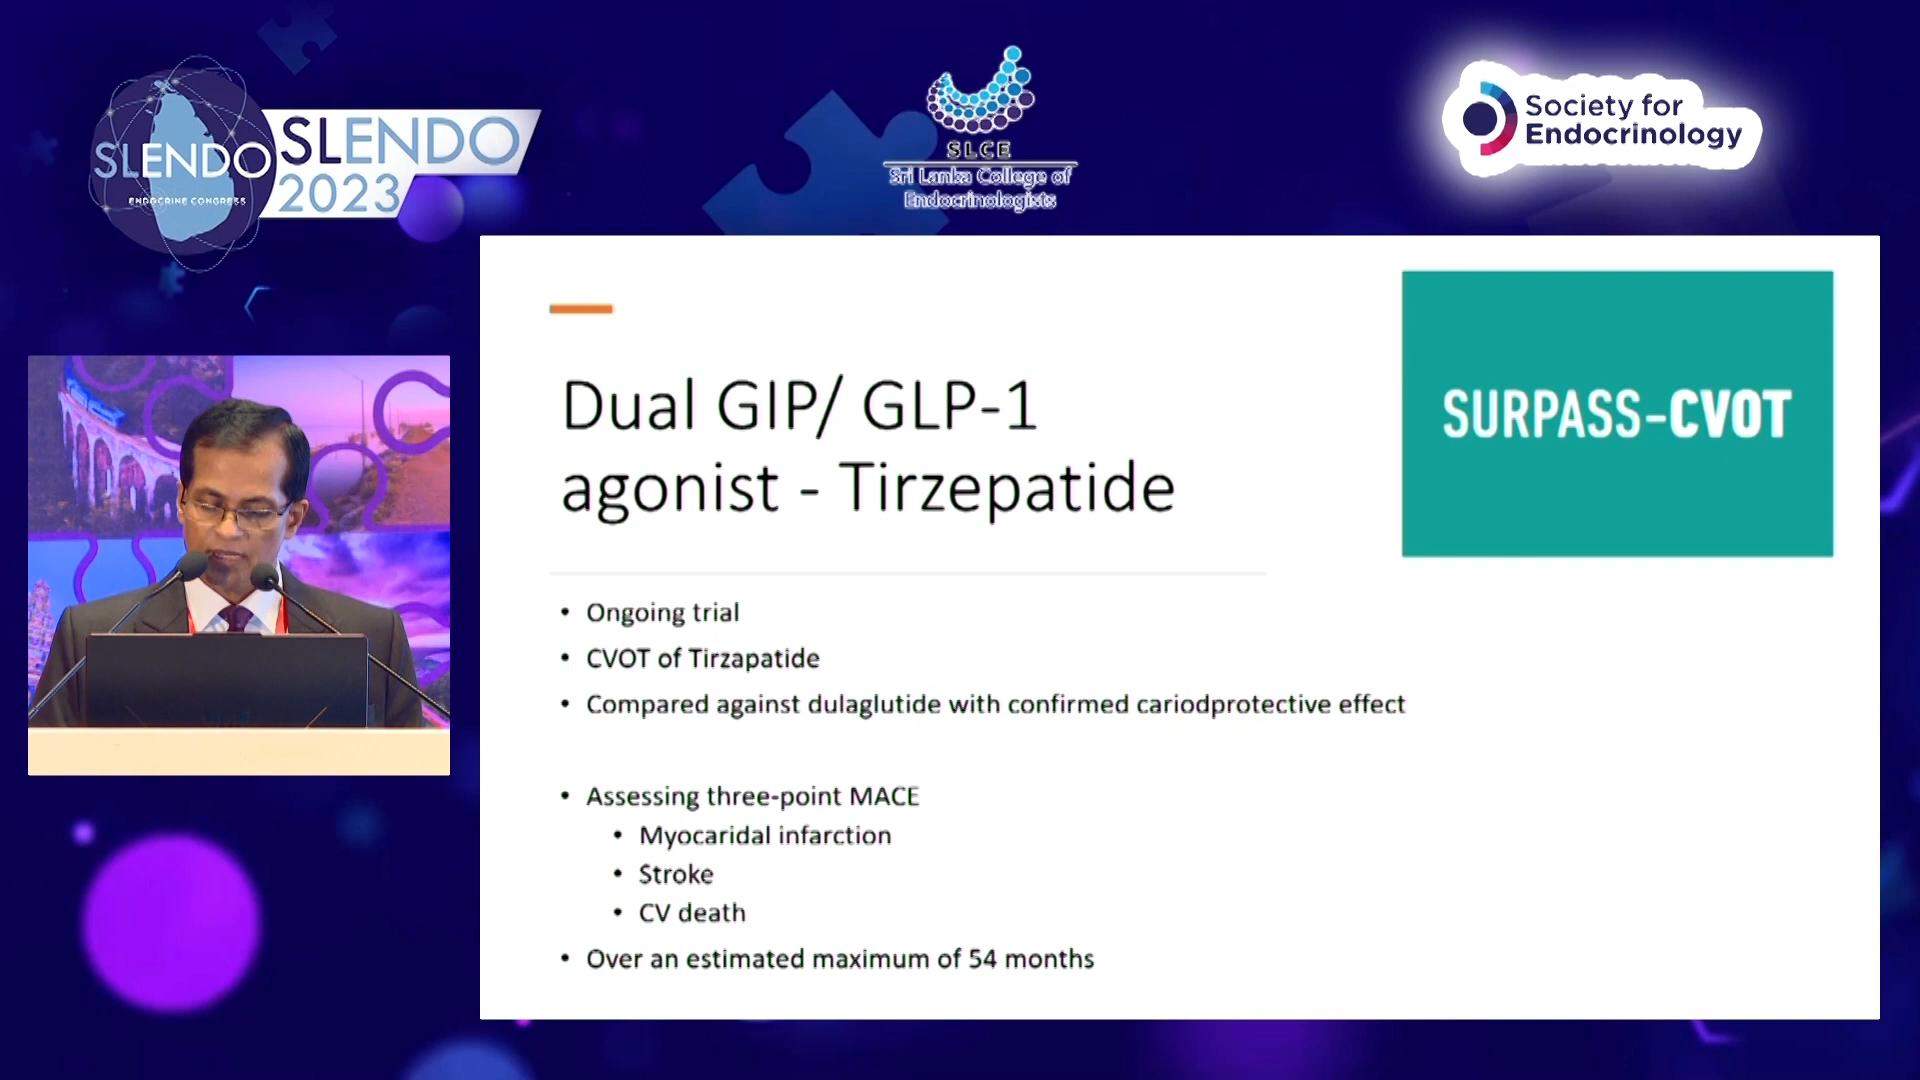 SLENDO
ENDOCRINE CONGRESS
SLENDO
2023
SLCE
Sri Lanka College of
Endocrinologists
Society for
Endocrinology
Dual GIP/ GLP-1
agonist - Tirzepatide
SURPASS-CVOT
• Ongoing trial
• CVOT of Tirzapatide
• Compared against dulaglutide with confirmed cariodprotective effect
• Assessing three-point MACE
• Myocaridal infarction
• Stroke
• CV death
• Over an estimated maximum of 54 months